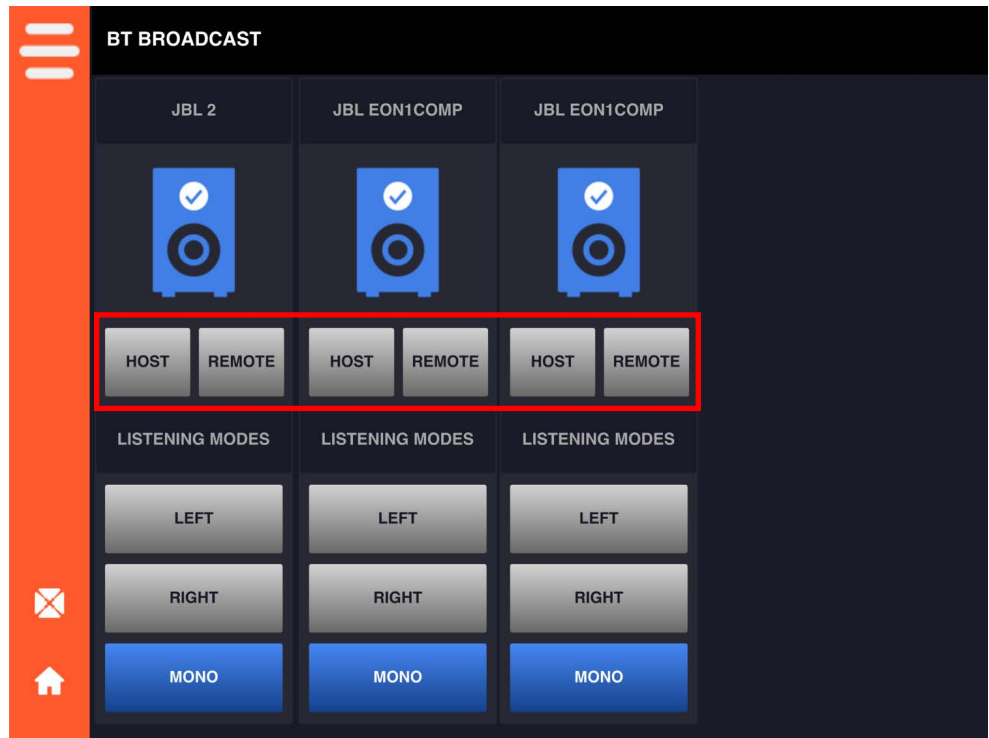 BT BROADCAST
JBL 2 JBL EON1COMP JBL EON1COMP
HOST REMOTE HOST REMOTE HOST REMOTE
LISTENING MODES LISTENING MODES LISTENING MODES
LEFT LEFT LEFT
RIGHT RIGHT RIGHT
MONO MONO MONO